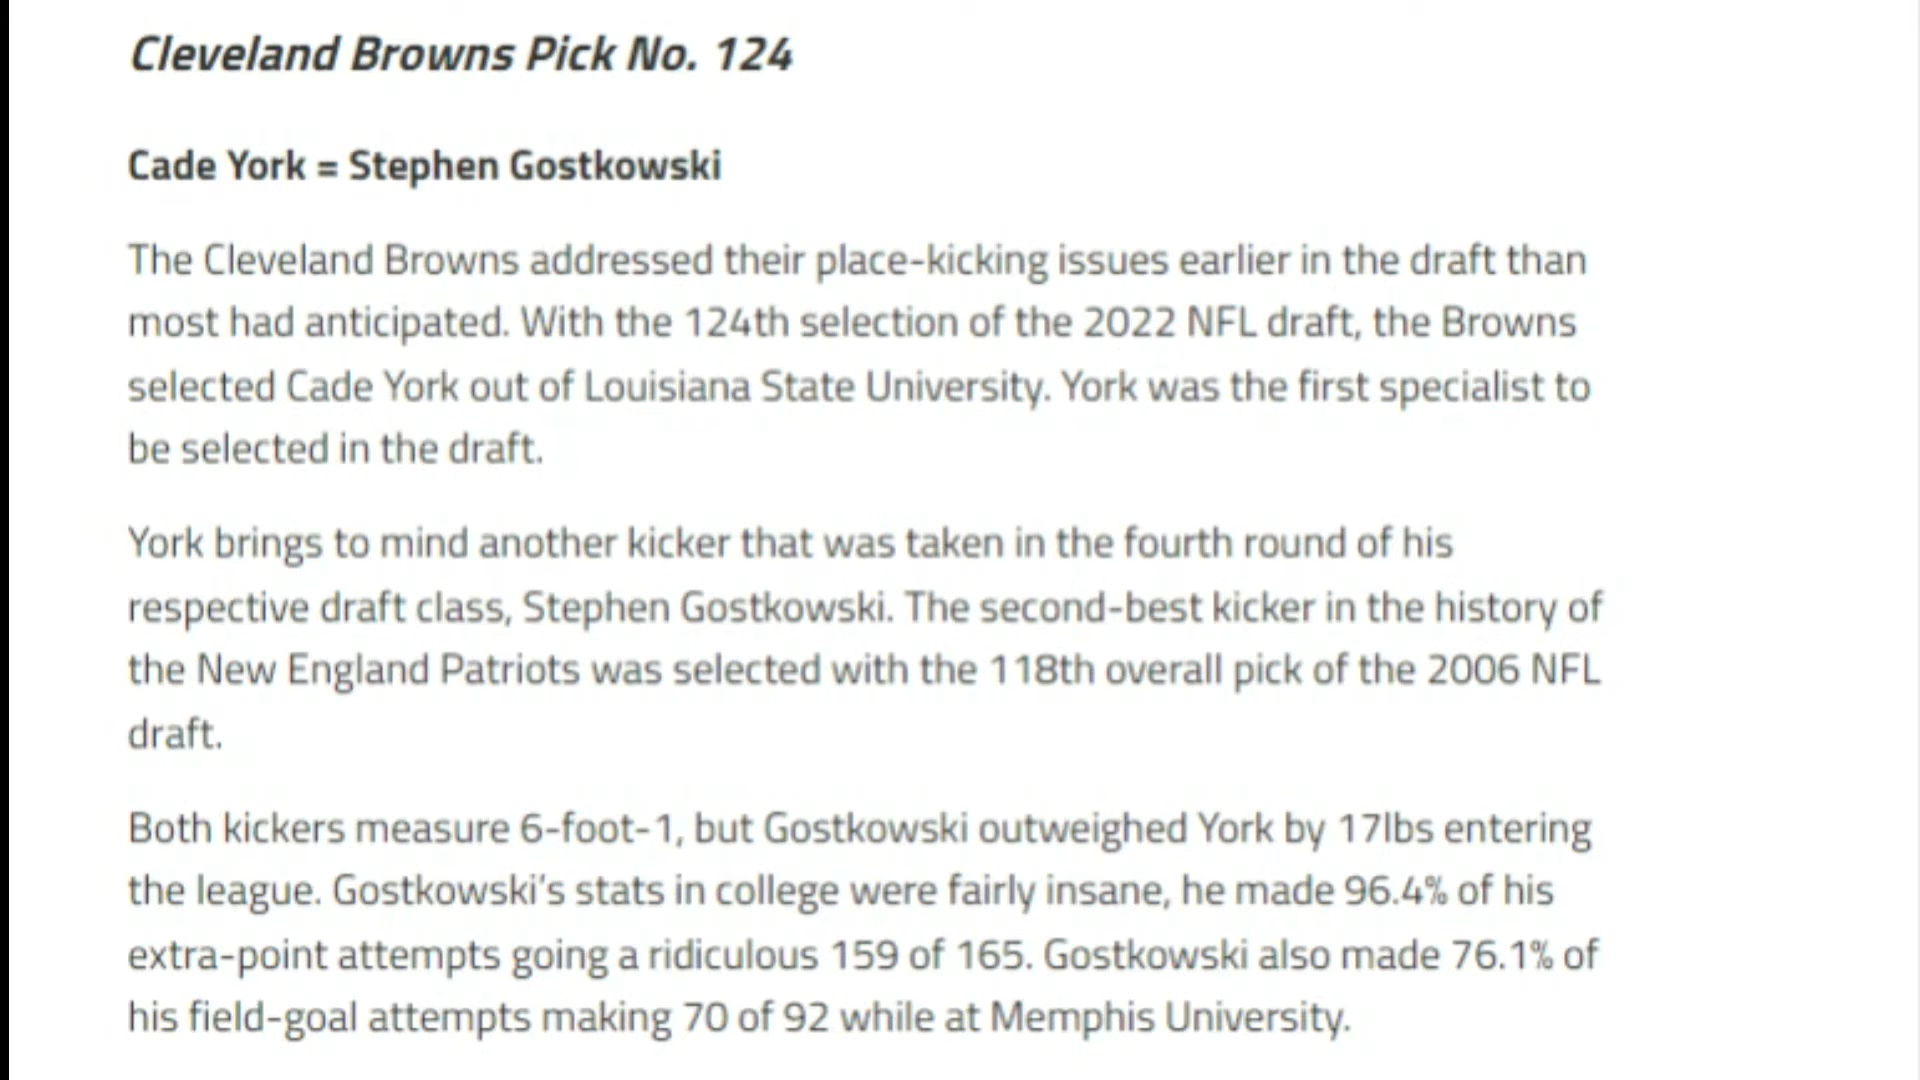 Cleveland Browns Pick No. 124
Cade York = Stephen Gostkowski
The Cleveland Browns addressed their place-kicking issues earlier in the draft than
most had anticipated. With the 124th selection of the 2022 NFL draft, the Browns
selected Cade York out of Louisiana State University. York was the first specialist to
be selected in the draft.
York brings to mind another kicker that was taken in the fourth round of his
respective draft class, Stephen Gostkowski. The second-best kicker in the history of
the New England Patriots was selected with the 118th overall pick of the 2006 NFL
draft.
Both kickers measure 6-foot-1, but Gostkowski outweighed York by 17lbs entering
the league. Gostkowski's stats in college were fairly insane, he made 96.4% of his
extra-point attempts going a ridiculous 159 of 165. Gostkowski also made 76.1% of
his field-goal attempts making 70 of 92 while at Memphis University.